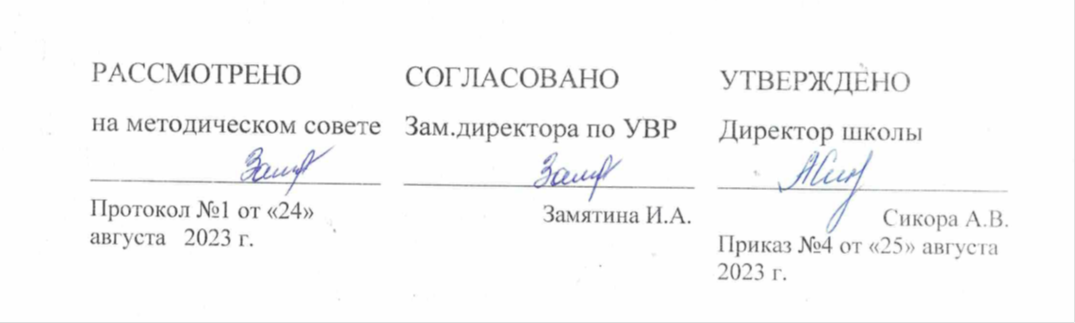 РАССМОТРЕНО
на методическом совете
Протокол №1 от «24»
августа 2023 г.
СОГЛАСОВАНО
Зам.директора по УВР
Замятина И.А.
УТВЕРЖДЕНО
Директор школы
Сикора А.В.
Приказ №4 от «25» августа
2023 г.